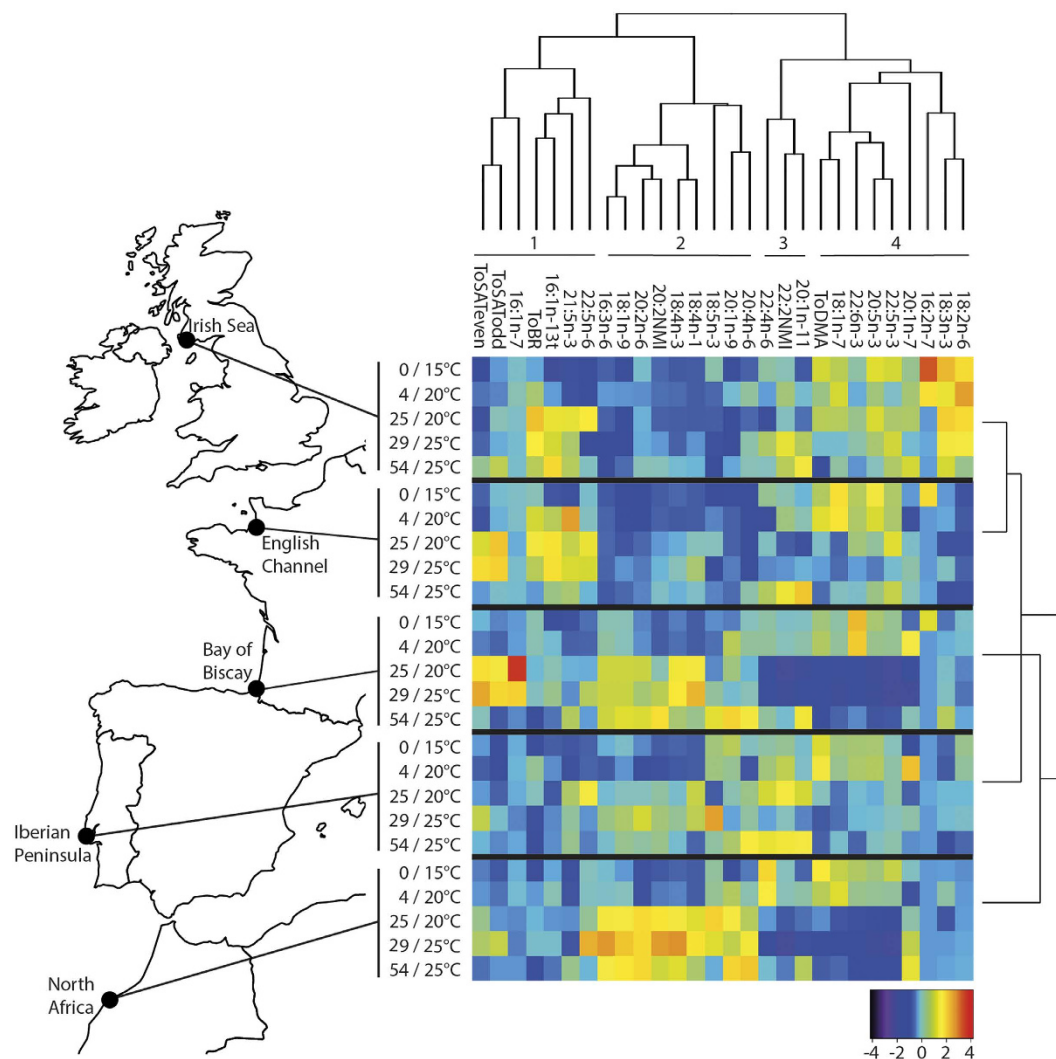 1 2 3 4
ToSATeven
ToSATodd
16:1n-7
ToBR
16:1n-13t
21:5n-3
22:5n-6
16:3n-6
18:1n-9
20:2n-6
20:2NMI
18:4n-3
18:4n-1
18:5n-3
20:1n-9
20:4n-6
22:4n-6
22:2NMI
20:1n-11
ToDMA
18:1n-7
22:6n-3
20:5n-3
22:5n-3
20:1n-7
16:2n-7
18:3n-3
18:2n-6
Irish Sea
0 / 15°C
4 / 20°C
25 / 20°C
29 / 25°C
54 / 25°C
English
Channel
0 / 15°C
4 / 20°C
25 / 20°C
29 / 25°C
54 / 25°C
Bay of
Biscay
0 / 15°C
4 / 20°C
25 / 20°C
29 / 25°C
54 / 25°C
Iberian
Peninsula
0 / 15°C
4 / 20°C
25 / 20°C
29 / 25°C
54 / 25°C
North
Africa
0 / 15°C
4 / 20°C
25 / 20°C
29 / 25°C
54 / 25°C
-4 -2 0 2 4